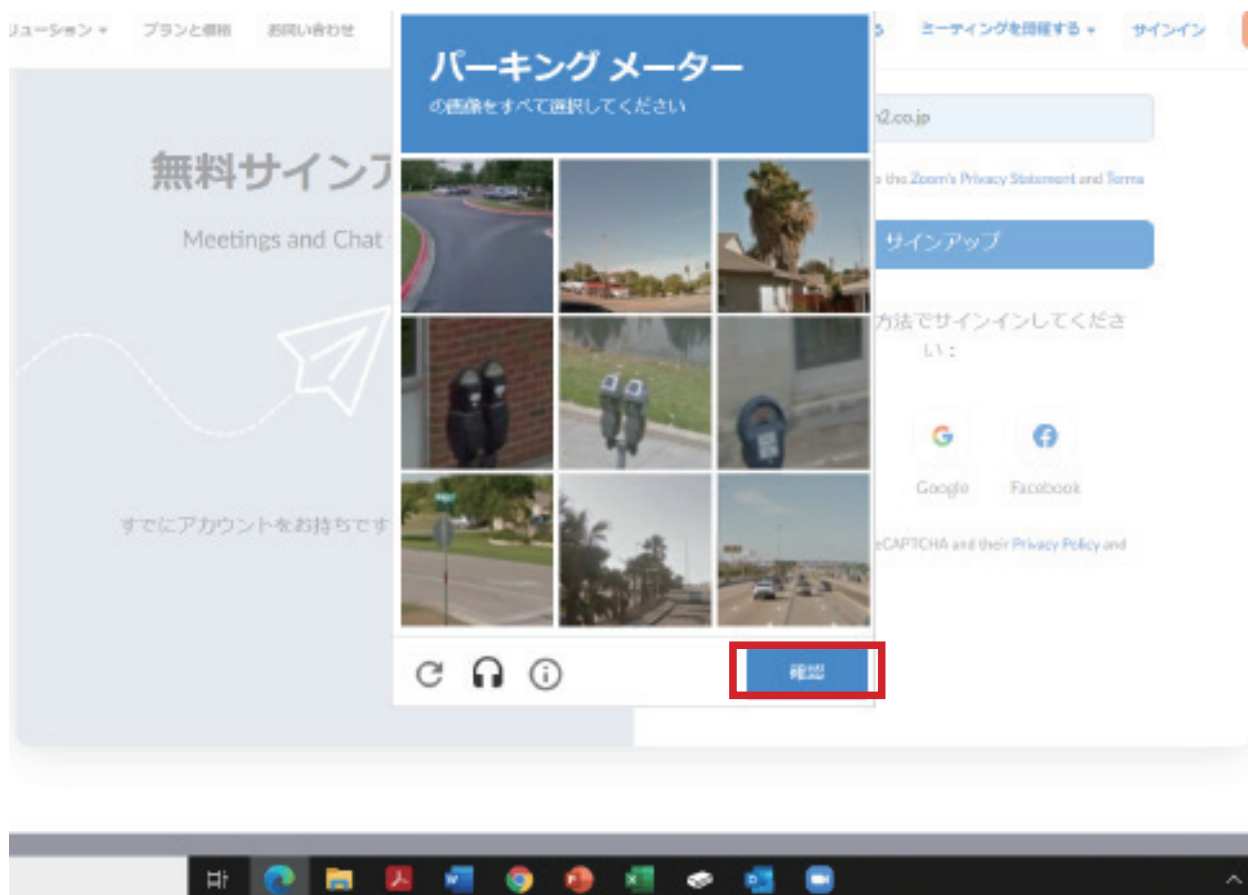 リューション
プランと価格
お問い合わせ
ミーティングを開催する
サインイン
パーキング メーター
の画像をすべて選択してください
n2.co.jp
無料サインア
the Zoom's Privacy Statement and Terms
Meetings and Chat
サインアップ
方法でサインインしてくださ
い：
Google
Facebook
すでにアカウントをお持ちです
eCAPTCHA and their Privacy Policy and
確認